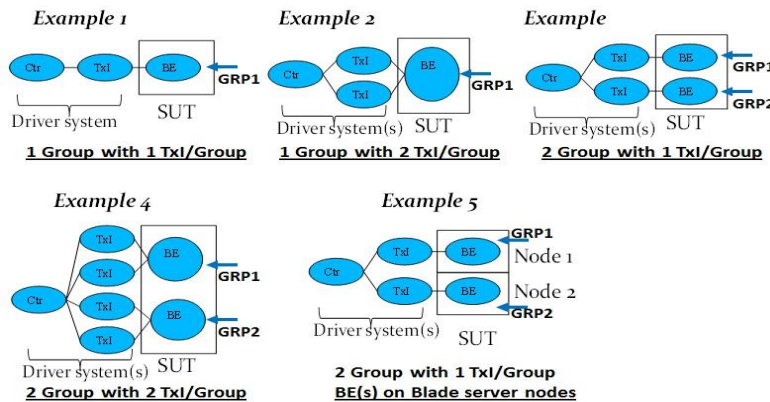 Example 1
Ctr
TxI
BE
GRP1
Driver system
SUT
1 Group with 1 TxI/Group
Example 2
Ctr
TxI
TxI
BE
GRP1
Driver system(s)
SUT
1 Group with 2 TxI/Group
Example
Ctr
TxI
BE
GRP1
TxI
BE
GRP2
Driver system(s)
SUT
2 Group with 1 TxI/Group
Example 4
TxI
TxI
BE
GRP1
Ctr
TxI
TxI
BE
GRP2
Driver system(s)
SUT
2 Group with 2 TxI/Group
Example 5
GRP1
TxI
BE
Node 1
Ctr
TxI
BE
Node 2
GRP2
Driver system(s)
SUT
2 Group with 1 TxI/Group
BE(s) on Blade server nodes